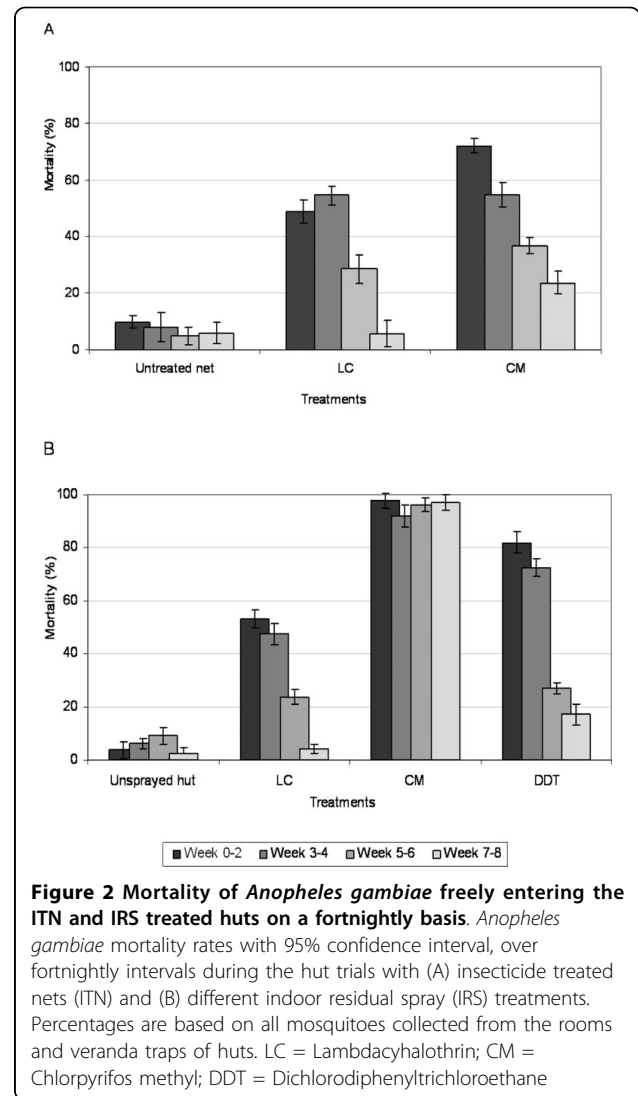 A
100
80
60
40
20
0
Mortality (%)
Untreated net LC CM
Treatments
B
100
80
60
40
20
0
Mortality (%)
Unsprayed hut LC CM DDT
Treatments
Week 0-2 Week 3-4 Week 5-6 Week 7-8
Figure 2 Mortality of Anopheles gambiae freely entering the
ITN and IRS treated huts on a fortnightly basis. Anopheles
gambiae mortality rates with 95% confidence interval, over
fortnightly intervals during the hut trials with (A) insecticide treated
nets (ITN) and (B) different indoor residual spray (IRS) treatments.
Percentages are based on all mosquitoes collected from the rooms
and veranda traps of huts. LC = Lambdacyhalothrin; CM =
Chlorpyrifos methyl; DDT = Dichlorodiphenyltrichloroethane